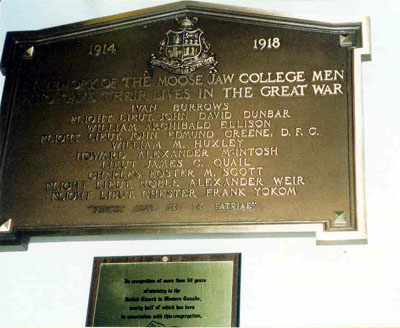 1914 1918
MEMORY OF THE MOOSE JAW COLLEGE MEN
THEIR LIVES IN THE GREAT WAR
IVAN BURROWS
FLIGHT LIEUT. JOHN DAVID DUNBAR
WILLIAM ARCHIBALD ELLISON
FLIGHT LIEUT. JOHN EDMUND GREENE, D.F.C.
WILLIAM M. HUXLEY
HOWARD ALEXANDER McINTOSH
LIEUT. JAMES C. QUAIL
CHARLES FOSTER M. SCOTT
FLIGHT LIEUT. NOBLE ALEXANDER WEIR
FLIGHT LIEUT. CHESTER FRANK YOKOM
PATRIAE"
In recognition of more than 50 years
of ministry to the
United Church in Western Canada,
nearly half of which has been
in association with this congregation,